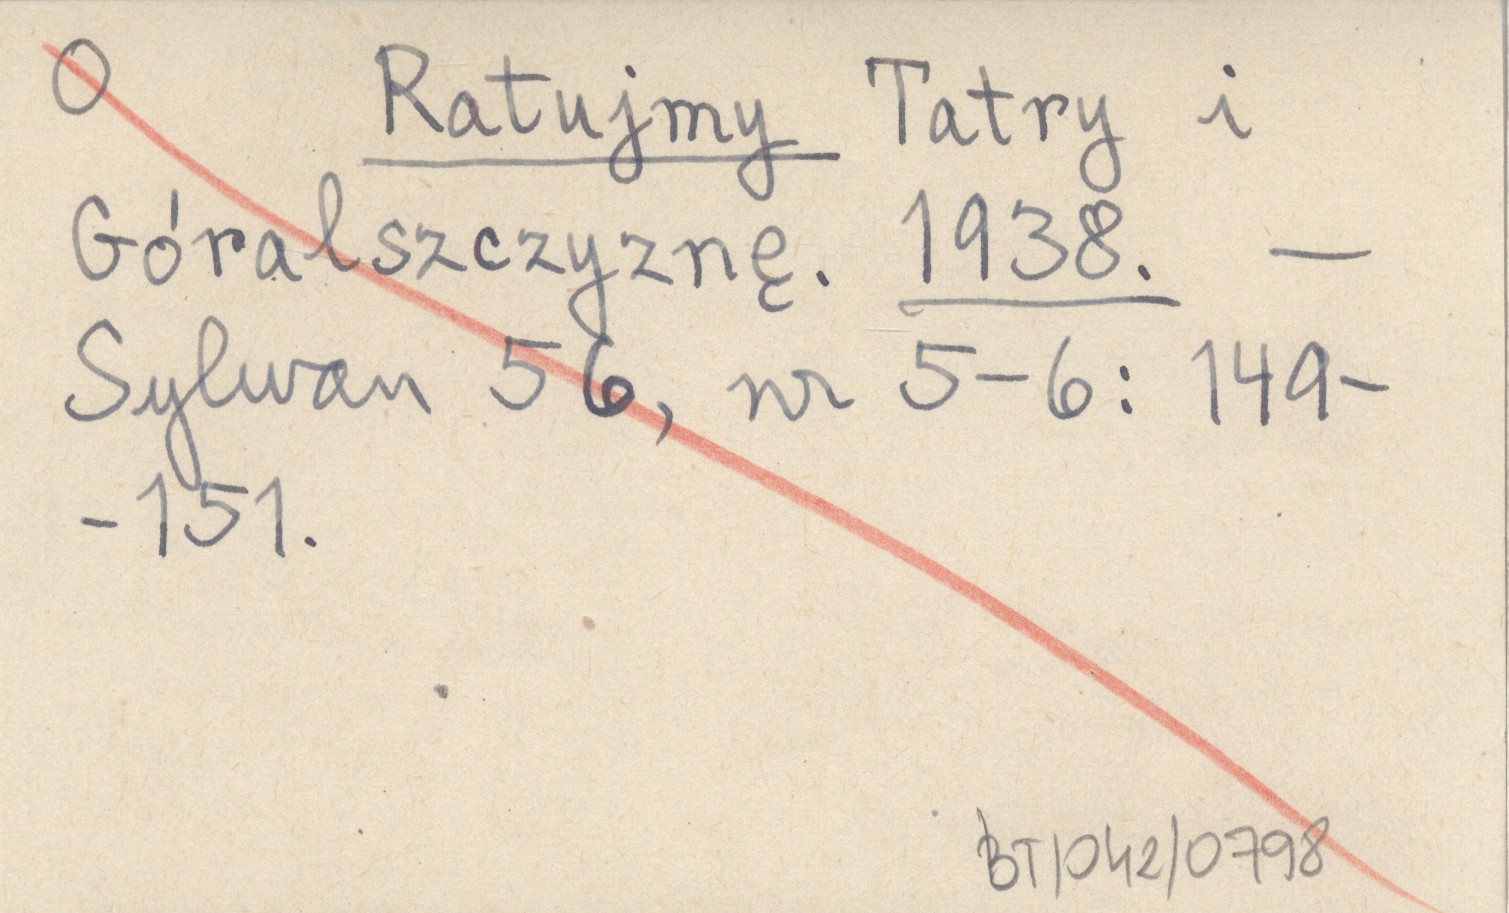 O Ratujmy Tatry i
Góralszczyznę. 1938. —
Sylwan 56, nr 5-6: 149-
-151.
BT/042/0798